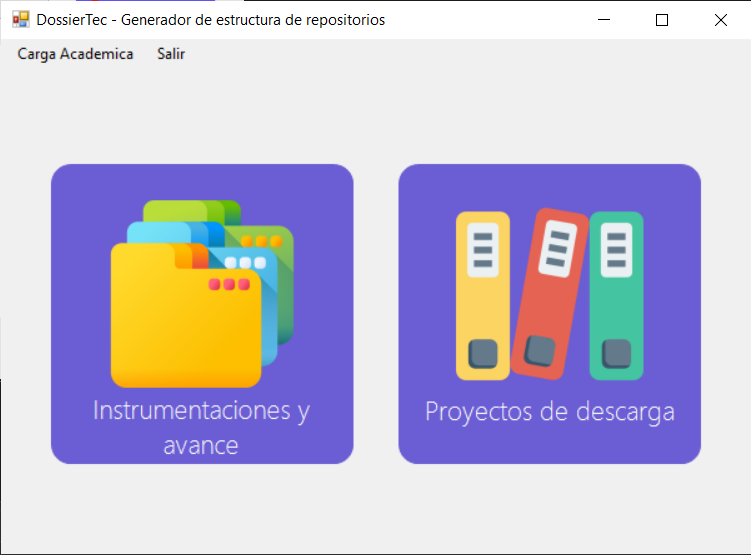 DossierTec - Generador de estructura de repositorios
Carga Academica Salir
Instrumentaciones y
avance
Proyectos de descarga